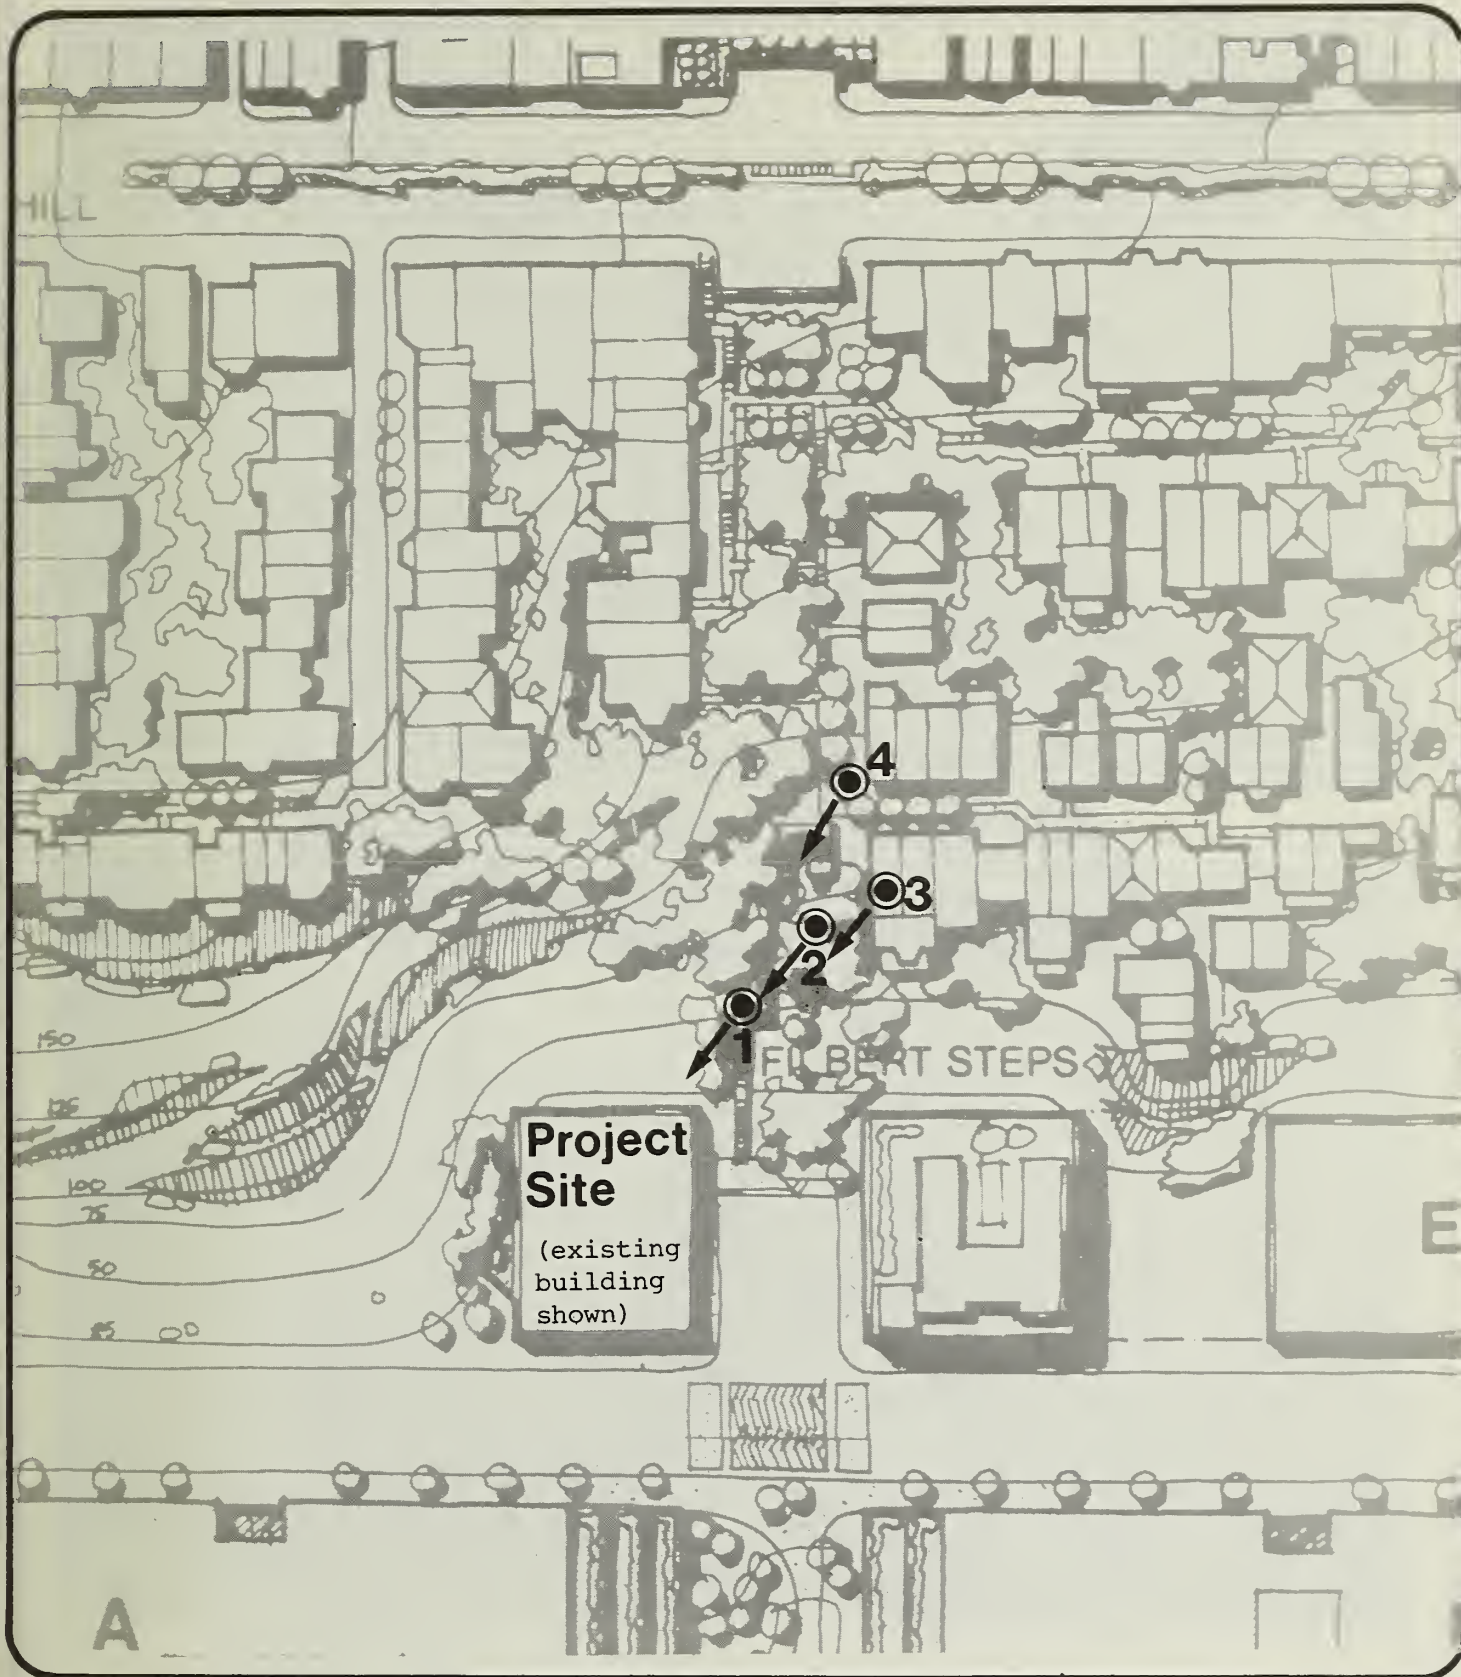 HILL
4
3
2
1
FILBERT STEPS
150
125
Project
Site
100
75
(existing
building
shown)
E
50
25
A